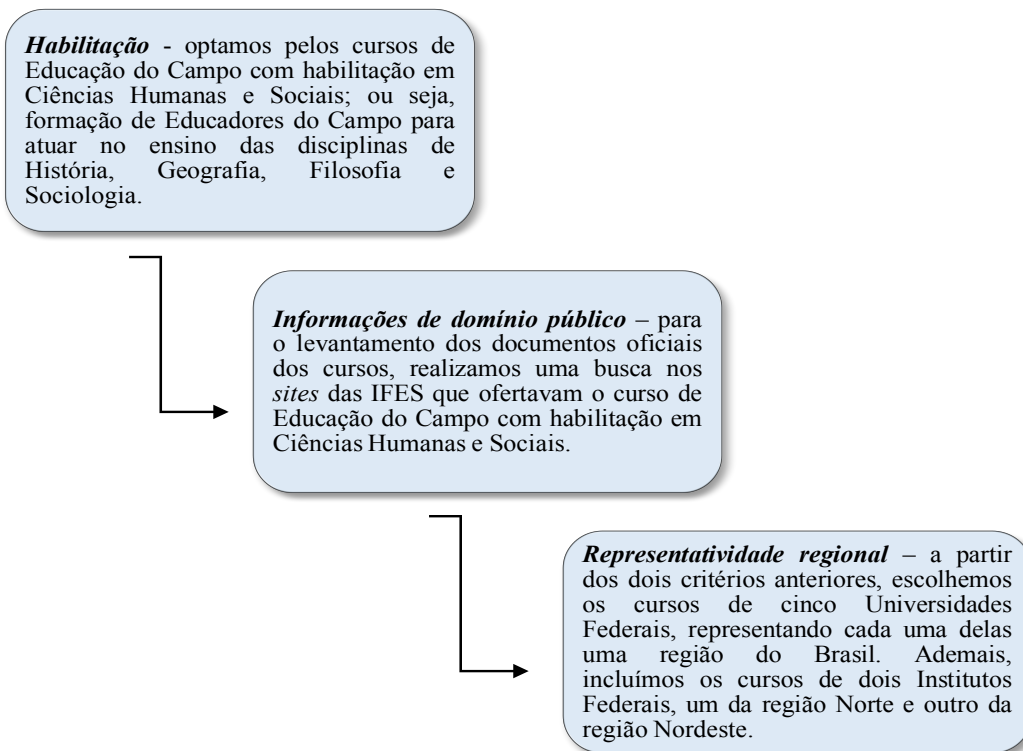 Habilitação - optamos pelos cursos de
Educação do Campo com habilitação em
Ciências Humanas e Sociais; ou seja,
formação de Educadores do Campo para
atuar no ensino das disciplinas de
História, Geografia, Filosofia e
Sociologia.
Informações de domínio público – para
o levantamento dos documentos oficiais
dos cursos, realizamos uma busca nos
sites das IFES que ofertavam o curso de
Educação do Campo com habilitação em
Ciências Humanas e Sociais.
Representatividade regional – a partir
dos dois critérios anteriores, escolhemos
os cursos de cinco Universidades
Federais, representando cada uma delas
uma região do Brasil. Ademais,
incluímos os cursos de dois Institutos
Federais, um da região Norte e outro da
região Nordeste.